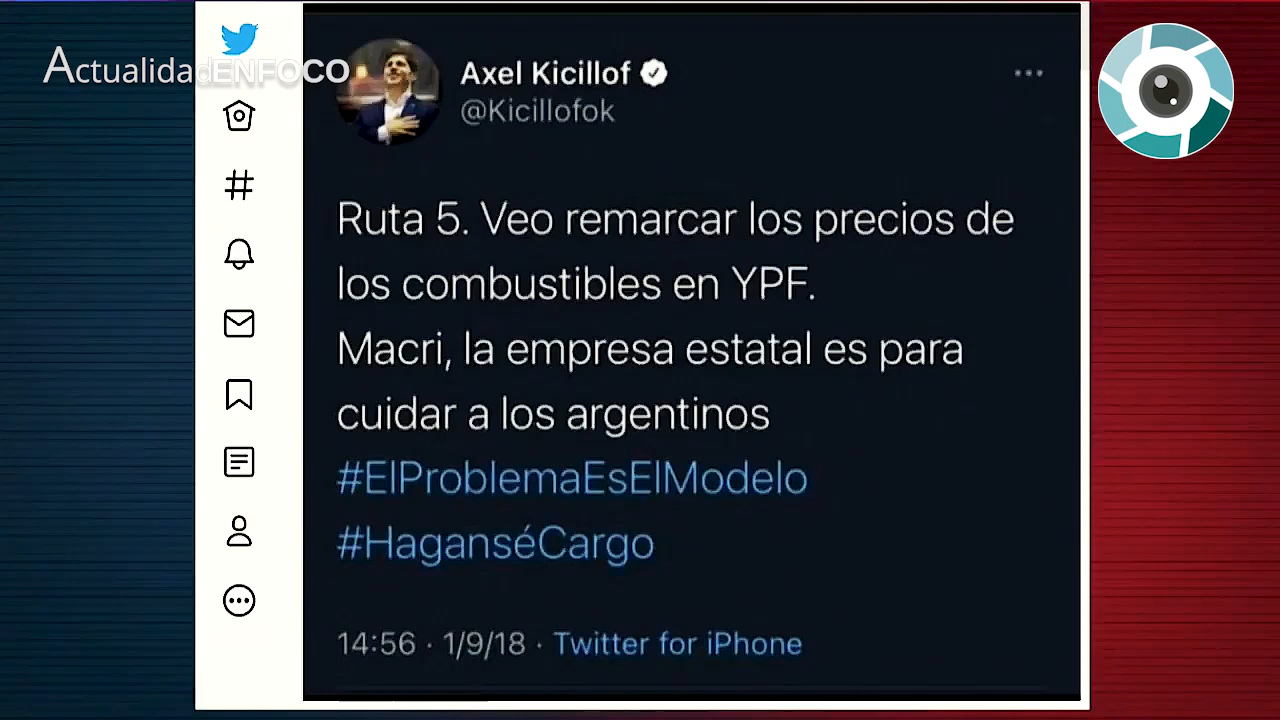 ActualidadENFOCO
Axel Kicillof
@Kicillofok
Ruta 5. Veo remarcar los precios de
los combustibles en YPF.
Macri, la empresa estatal es para
cuidar a los argentinos
#ElProblemaEsElModelo
#HagанséCargo
14:56 · 1/9/18 · Twitter for iPhone